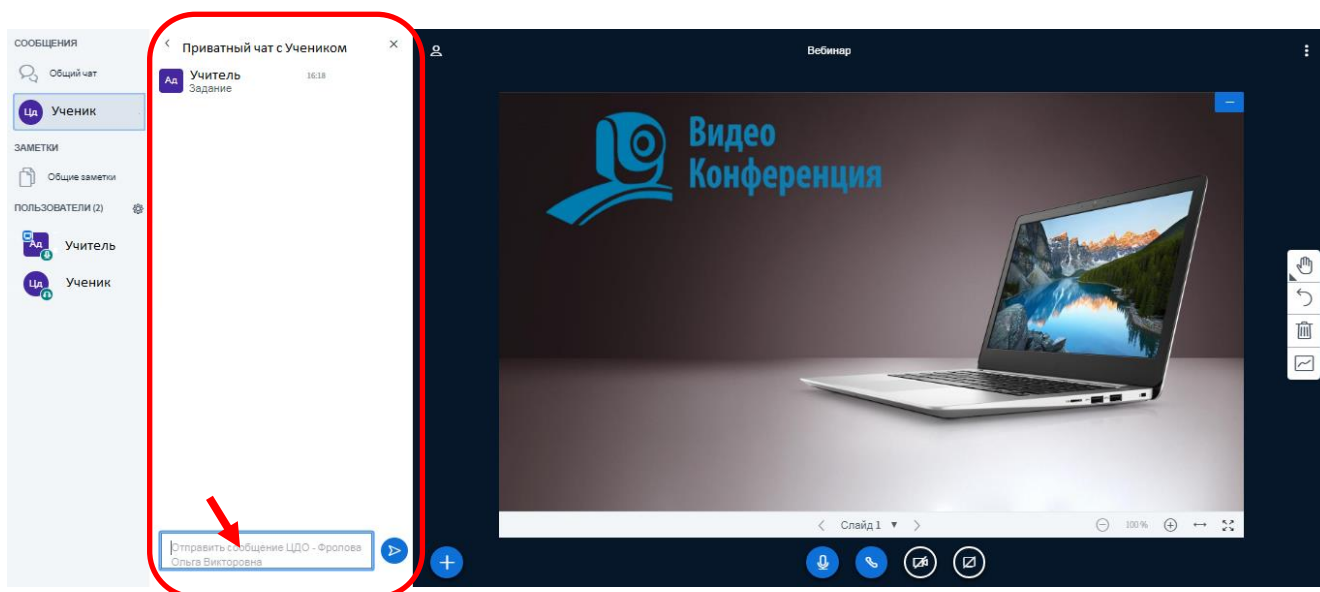 СООБЩЕНИЯ
Общий чат
Цд Ученик
ЗАМЕТКИ
Общие заметки
ПОЛЬЗОВАТЕЛИ (2)
Ад Учитель
Цд Ученик
Приватный чат с Учеником
Ад Учитель 16:18
Задание
Отправить сообщение ЦДО - Фролова
Ольга Викторовна
Вебинар
Видео
Конференция
Слайд 1
100 %